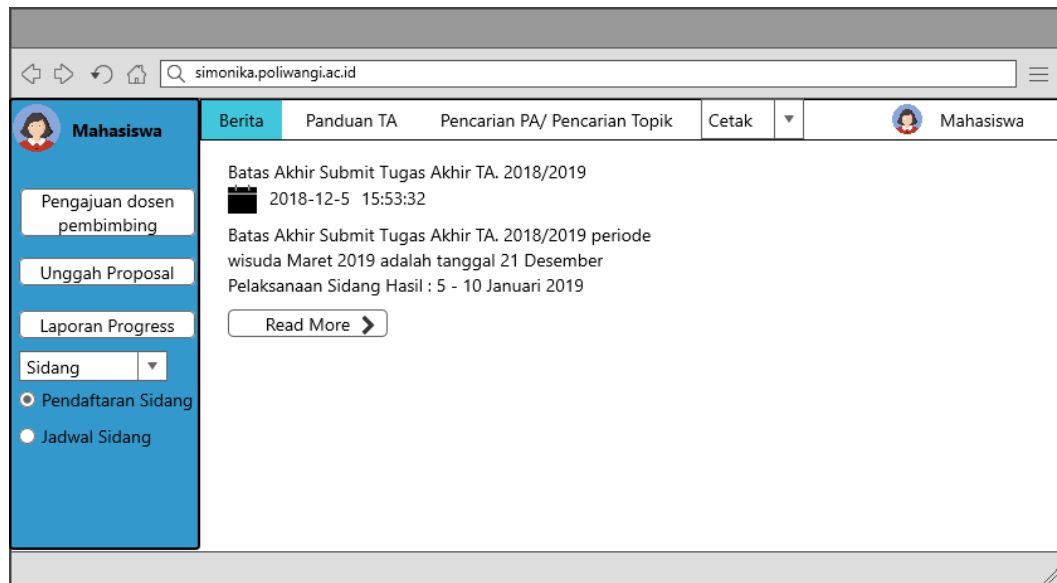 simonika.poliwangi.ac.id
Mahasiswa
Berita
Panduan TA
Pencarian PA/ Pencarian Topik
Cetak
Mahasiswa
Pengajuan dosen
pembimbing
Unggah Proposal
Laporan Progress
Sidang
Pendaftaran Sidang
Jadwal Sidang
Batas Akhir Submit Tugas Akhir TA. 2018/2019
2018-12-5 15:53:32
Batas Akhir Submit Tugas Akhir TA. 2018/2019 periode
wisuda Maret 2019 adalah tanggal 21 Desember
Pelaksanaan Sidang Hasil : 5 - 10 Januari 2019
Read More